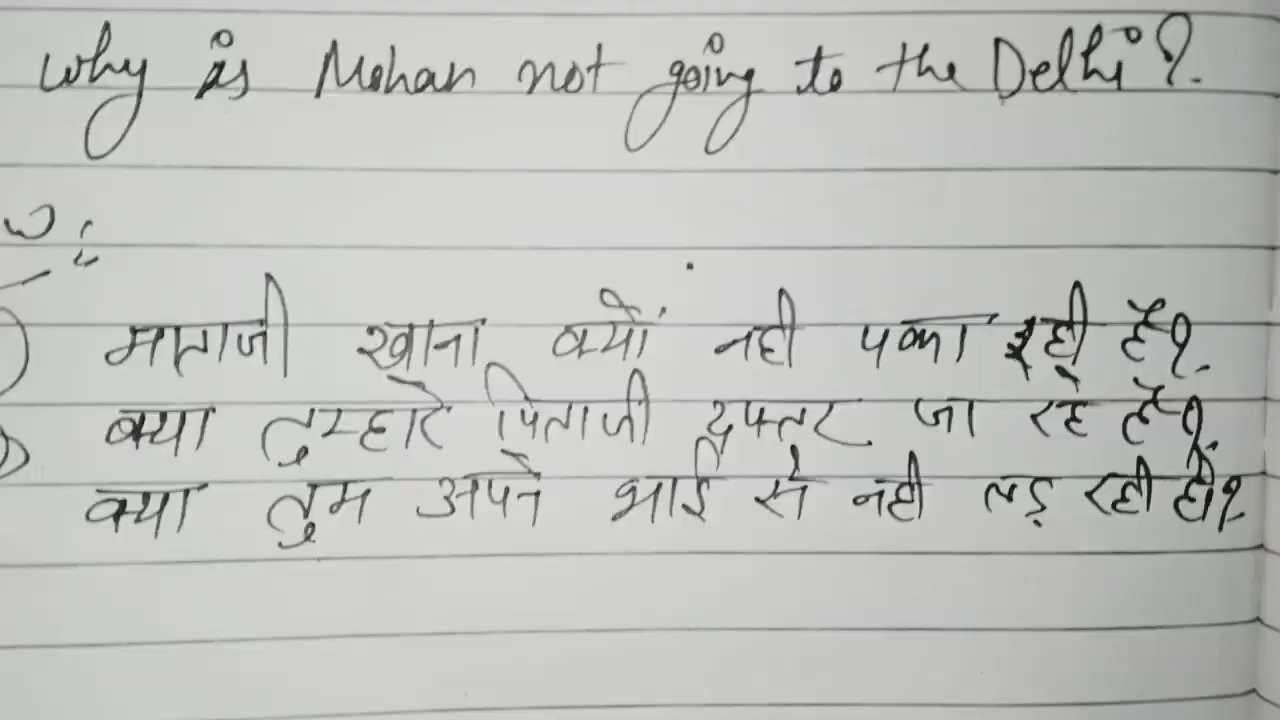 Why is Mohan not going to the Delhi?
माताजी खाना क्यों नही पका रही है?
क्या तुम्हारे पिताजी दफ्तर जा रहे है?
क्या तुम अपने भाई से नही लड़ रही हो?